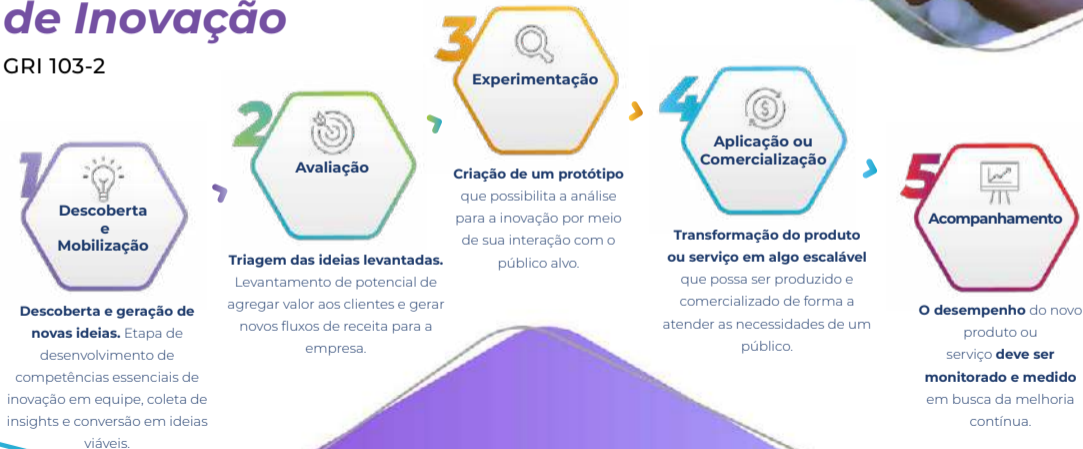 de Inovação
GRI 103-2
1
Descoberta
e
Mobilização
Descoberta e geração de
novas ideias. Etapa de
desenvolvimento de
competências essenciais de
inovação em equipe, coleta de
insights e conversão em ideias
viáveis.
2
Avaliação
Triagem das ideias levantadas.
Levantamento de potencial de
agregar valor aos clientes e gerar
novos fluxos de receita para a
empresa.
3
Experimentação
Criação de um protótipo
que possibilita a análise
para a inovação por meio
de sua interação com o
público alvo.
4
$
Aplicação ou
Comercialização
Transformação do produto
ou serviço em algo escalável
que possa ser produzido e
comercializado de forma a
atender as necessidades de um
público.
5
Acompanhamento
O desempenho do novo
produto ou
serviço deve ser
monitorado e medido
em busca da melhoria
contínua.